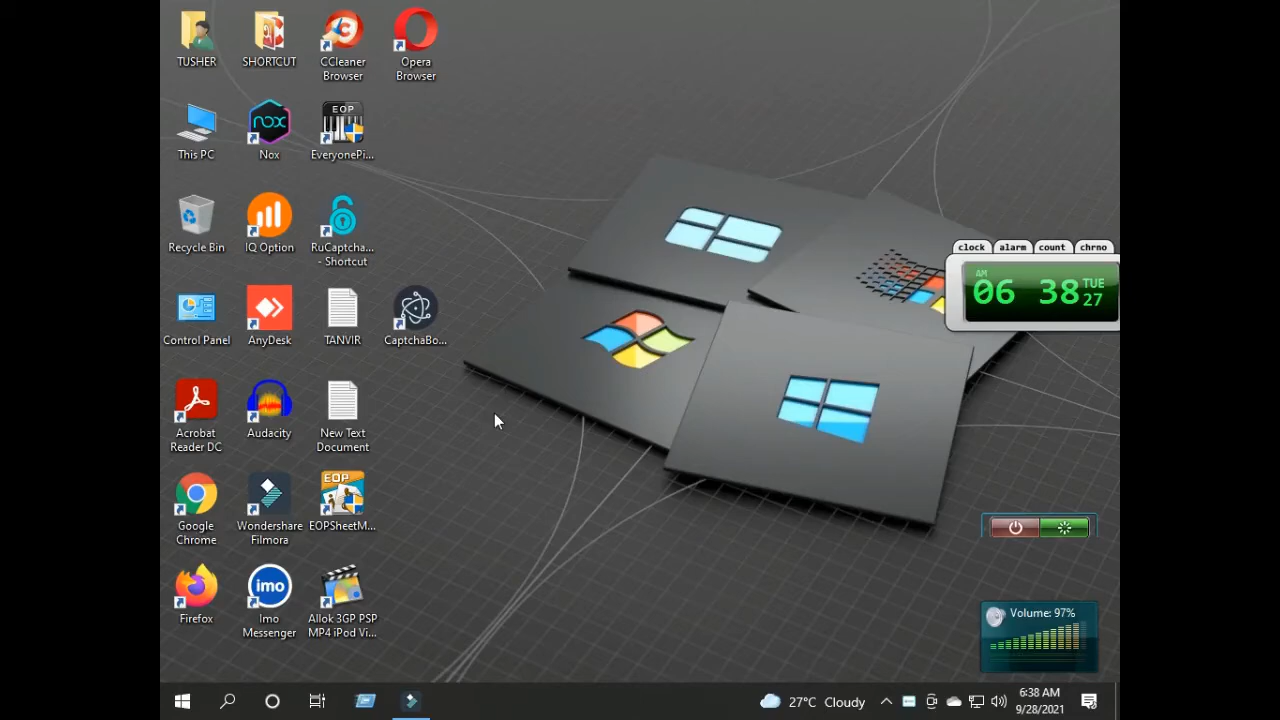 TUSHER
SHORTCUT
CCleaner
Browser
Opera
Browser
This PC
nox
Nox
EOP
EveryonePi...
Recycle Bin
IQ Option
RuCaptcha...
- Shortcut
Control Panel
AnyDesk
TANVIR
CaptchaBo...
Acrobat
Reader DC
Audacity
New Text
Document
Google
Chrome
Wondershare
Filmora
EOP
EOPSheetM...
Firefox
imo
Imo
Messenger
Allok 3GP PSP
MP4 iPod Vi...
clock alarm count chrno
AM
06 38 TUE
27
Volume: 97%
27°C Cloudy
6:38 AM
9/28/2021